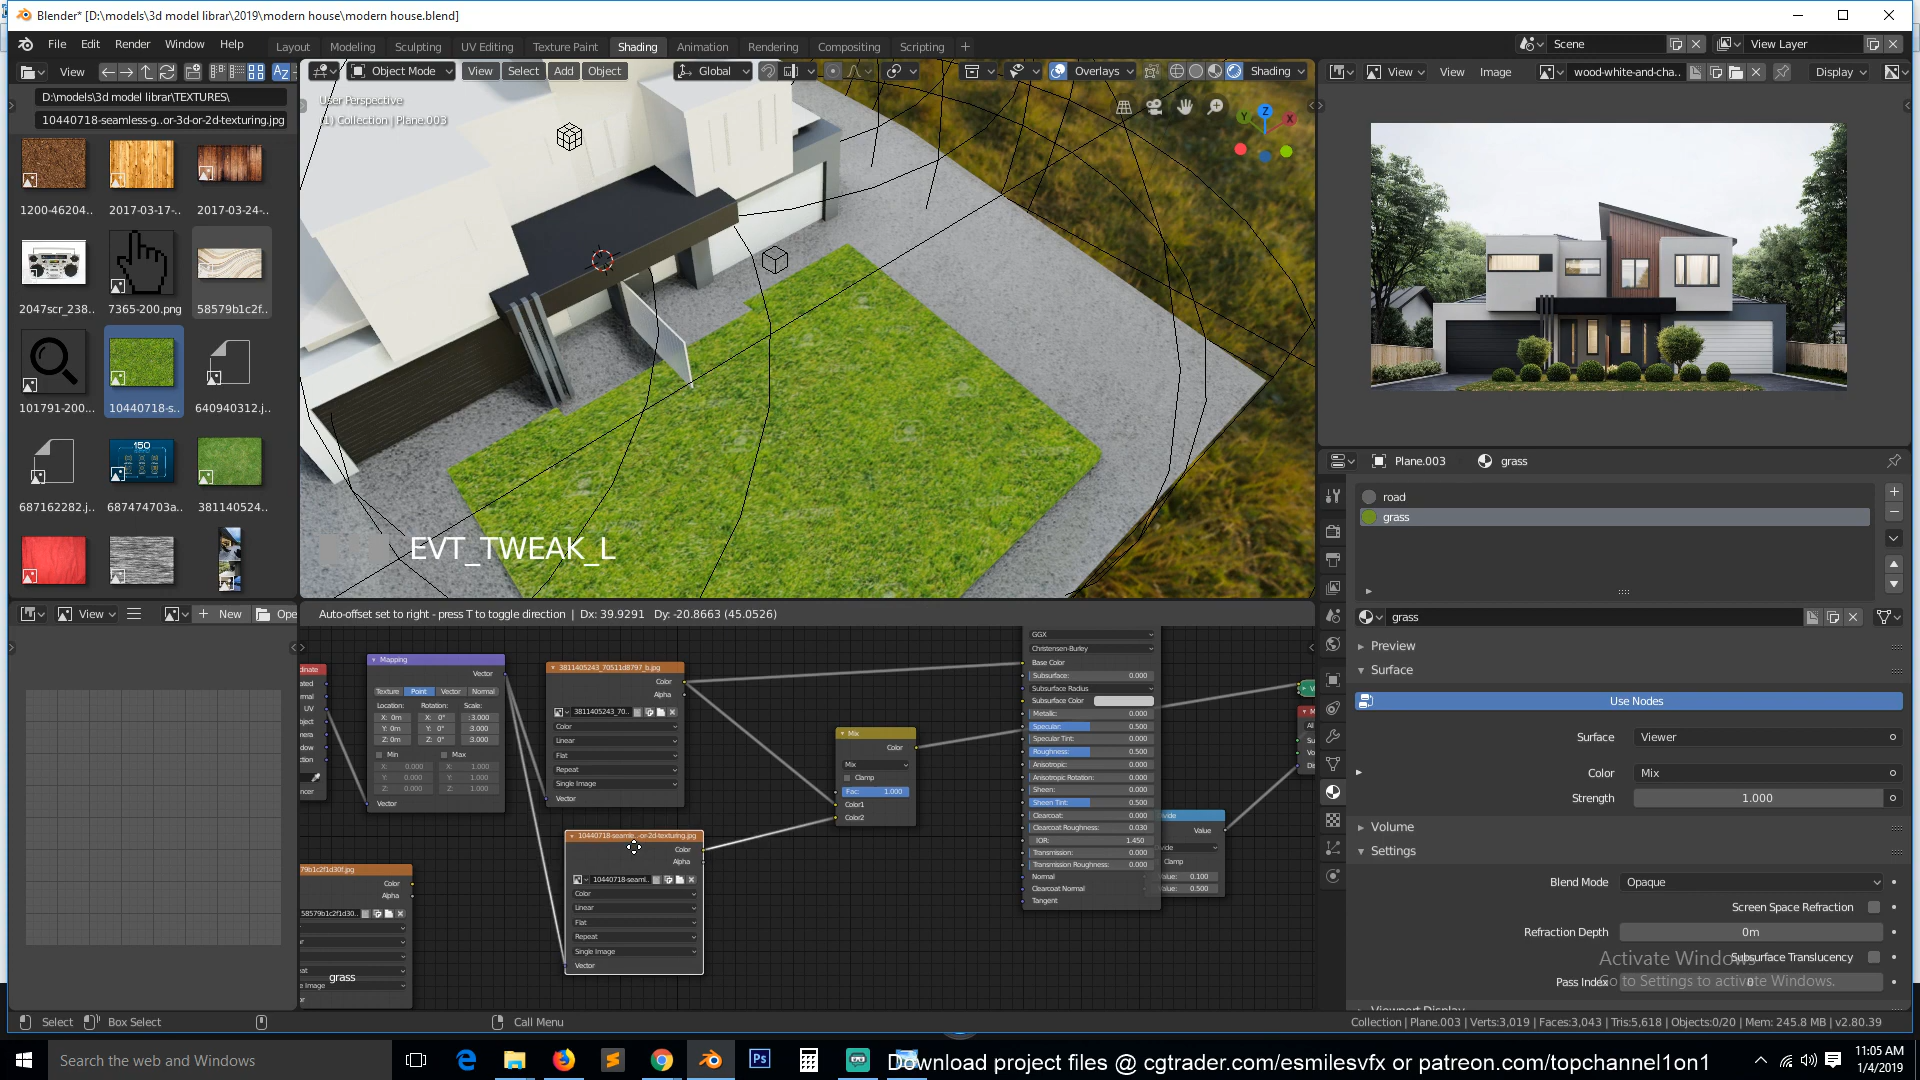 Blender* [D:\models\3d model librar\2019\modern house\modern house.blend]
File Edit Render Window Help
Layout Modeling Sculpting UV Editing Texture Paint Shading Animation Rendering Compositing Scripting +
Scene
View Layer
View
Object Mode View Select Add Object
Global
Overlays
Shading
View View Image
wood-white-and-cha..
Display
D:\models\3d model librar\TEXTURES\
10440718-seamless-g..or-3d-or-2d-texturing.jpg
User Perspective
(1) Collection | Plane.003
1200-46204..
2017-03-17-..
2017-03-24-..
2047scr_238..
7365-200.png
58579b1c2f..
101791-200...
10440718-s..
640940312.j..
687162282.j..
687474703a..
381140524..
EVT_TWEAK_L
Z
Y
X
View
New
Ope
Auto-offset set to right - press T to toggle direction | Dx: 39.9291 Dy: -20.8663 (45.0526)
dinate
UV
Mapping
Vector
Texture Point Vector Normal
Location: Rotation: Scale:
X: 0m X: 0° :3.000
Y: 0m Y: 0° :3.000
Z: 0m Z: 0° 3.000
Min Max
X: 0.000 X: 1.000
Y: 0.000 Y: 1.000
Z: 0.000 Z: 1.000
Vector
3811405243_70511d8797_b.jpg
Color
Alpha
3811405243_70..
Color
Linear
Flat
Repeat
Single Image
Vector
10440718-seamle...-or-2d-texturing.jpg
Color
Alpha
10440718-seaml..
Color
Linear
Flat
Repeat
Single Image
Vector
79b1c2f1d30f.jpg
Color
Alpha
58579b1c2f1d30..
e Image
grass
Mix
Color
Mix
Clamp
Fac: 1.000
Color1
Color2
GGX
Christensen-Burley
Base Color
Subsurface: 0.000
Subsurface Radius
Subsurface Color
Metallic: 0.000
Specular: 0.500
Specular Tint: 0.000
Roughness: 0.500
Anisotropic: 0.000
Anisotropic Rotation: 0.000
Sheen: 0.000
Sheen Tint: 0.500
Clearcoat: 0.000
Clearcoat Roughness: 0.030
IOR: 1.450
Transmission: 0.000
Transmission Roughness: 0.000
Normal
Clearcoat Normal
Tangent
vide
Value
vide
Clamp
alue: 0.100
alue: 0.500
Plane.003 grass
road
grass
grass
Preview
Surface
Use Nodes
Surface Viewer
Color Mix
Strength 1.000
Volume
Settings
Blend Mode Opaque
Screen Space Refraction
Refraction Depth 0m
Subsurface Translucency
Pass Index 0
Viewport Display
Activate Windows
Go to Settings to activate Windows.
Select Box Select
Call Menu
Collection | Plane.003 | Verts:3,019 | Faces:3,043 | Tris:5,618 | Objects:0/20 | Mem: 245.8 MB | v2.80.39
Search the web and Windows
Download project files @ cgtrader.com/esmilesvfx or patreon.com/topchannel1on1
11:05 AM
1/4/2019